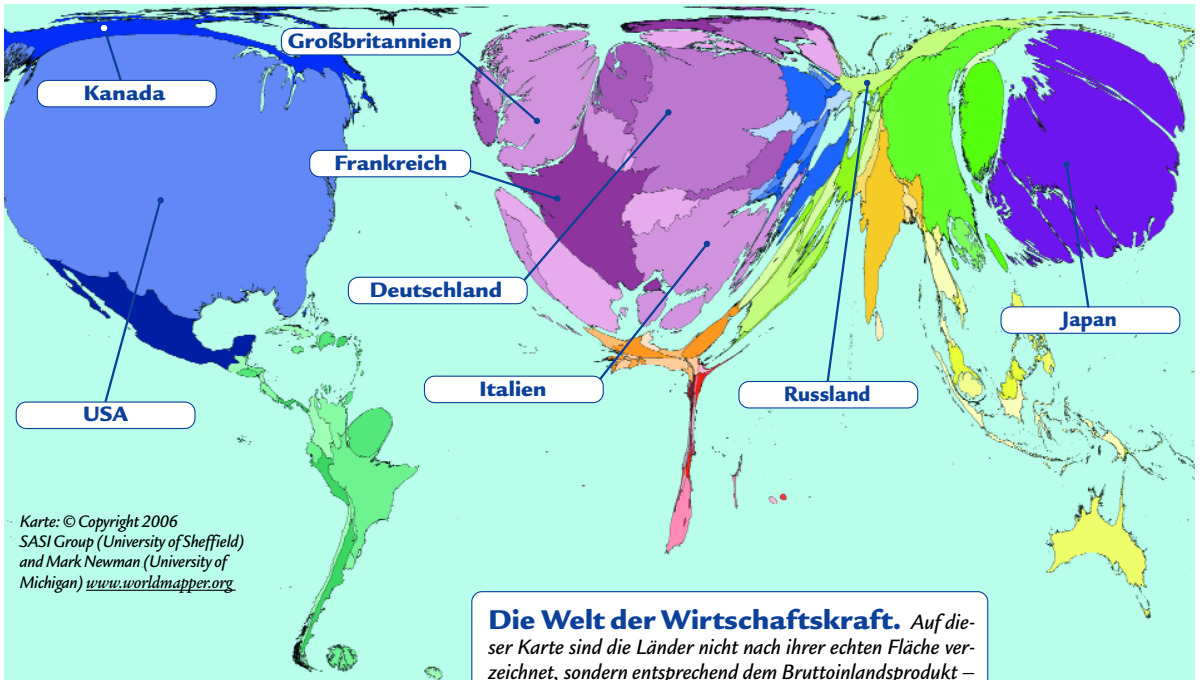 Großbritannien
Kanada
Frankreich
Deutschland
Japan
Italien
Russland
USA
Karte: © Copyright 2006
SASI Group (University of Sheffield)
and Mark Newman (University of
Michigan) www.worldmapper.org
Die Welt der Wirtschaftskraft. Auf die-
ser Karte sind die Länder nicht nach ihrer echten Fläche ver-
zeichnet, sondern entsprechend dem Bruttoinlandsprodukt –